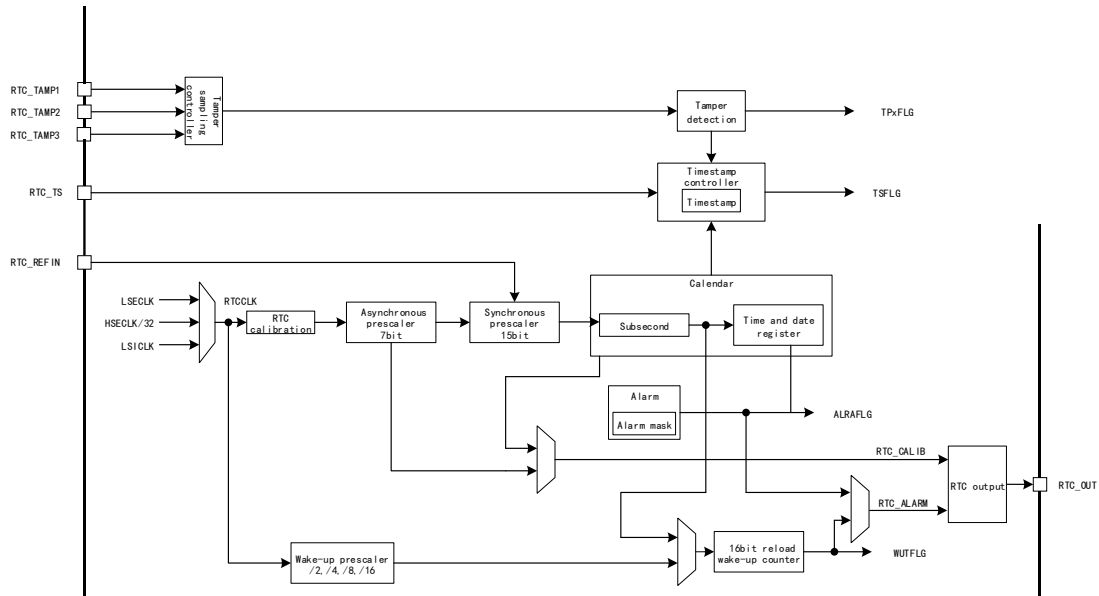 RTC_TAMP1
RTC_TAMP2
RTC_TAMP3
Tamper
sampling
controller
Tamper
detection
TPxFLG
RTC_TS
Timestamp
controller
Timestamp
TSFLG
RTC_REFIN
Calendar
LSECLK
HSECLK/32
LSICLK
RTCCLK
RTC
calibration
Asynchronous
prescaler
7bit
Synchronous
prescaler
15bit
Subsecond
Time and date
register
Alarm
Alarm mask
ALRAFLG
RTC_CALIB
RTC_ALARM
RTC output
RTC_OUT
Wake-up prescaler
/2,/4,/8,/16
16bit reload
wake-up counter
WUTFLG